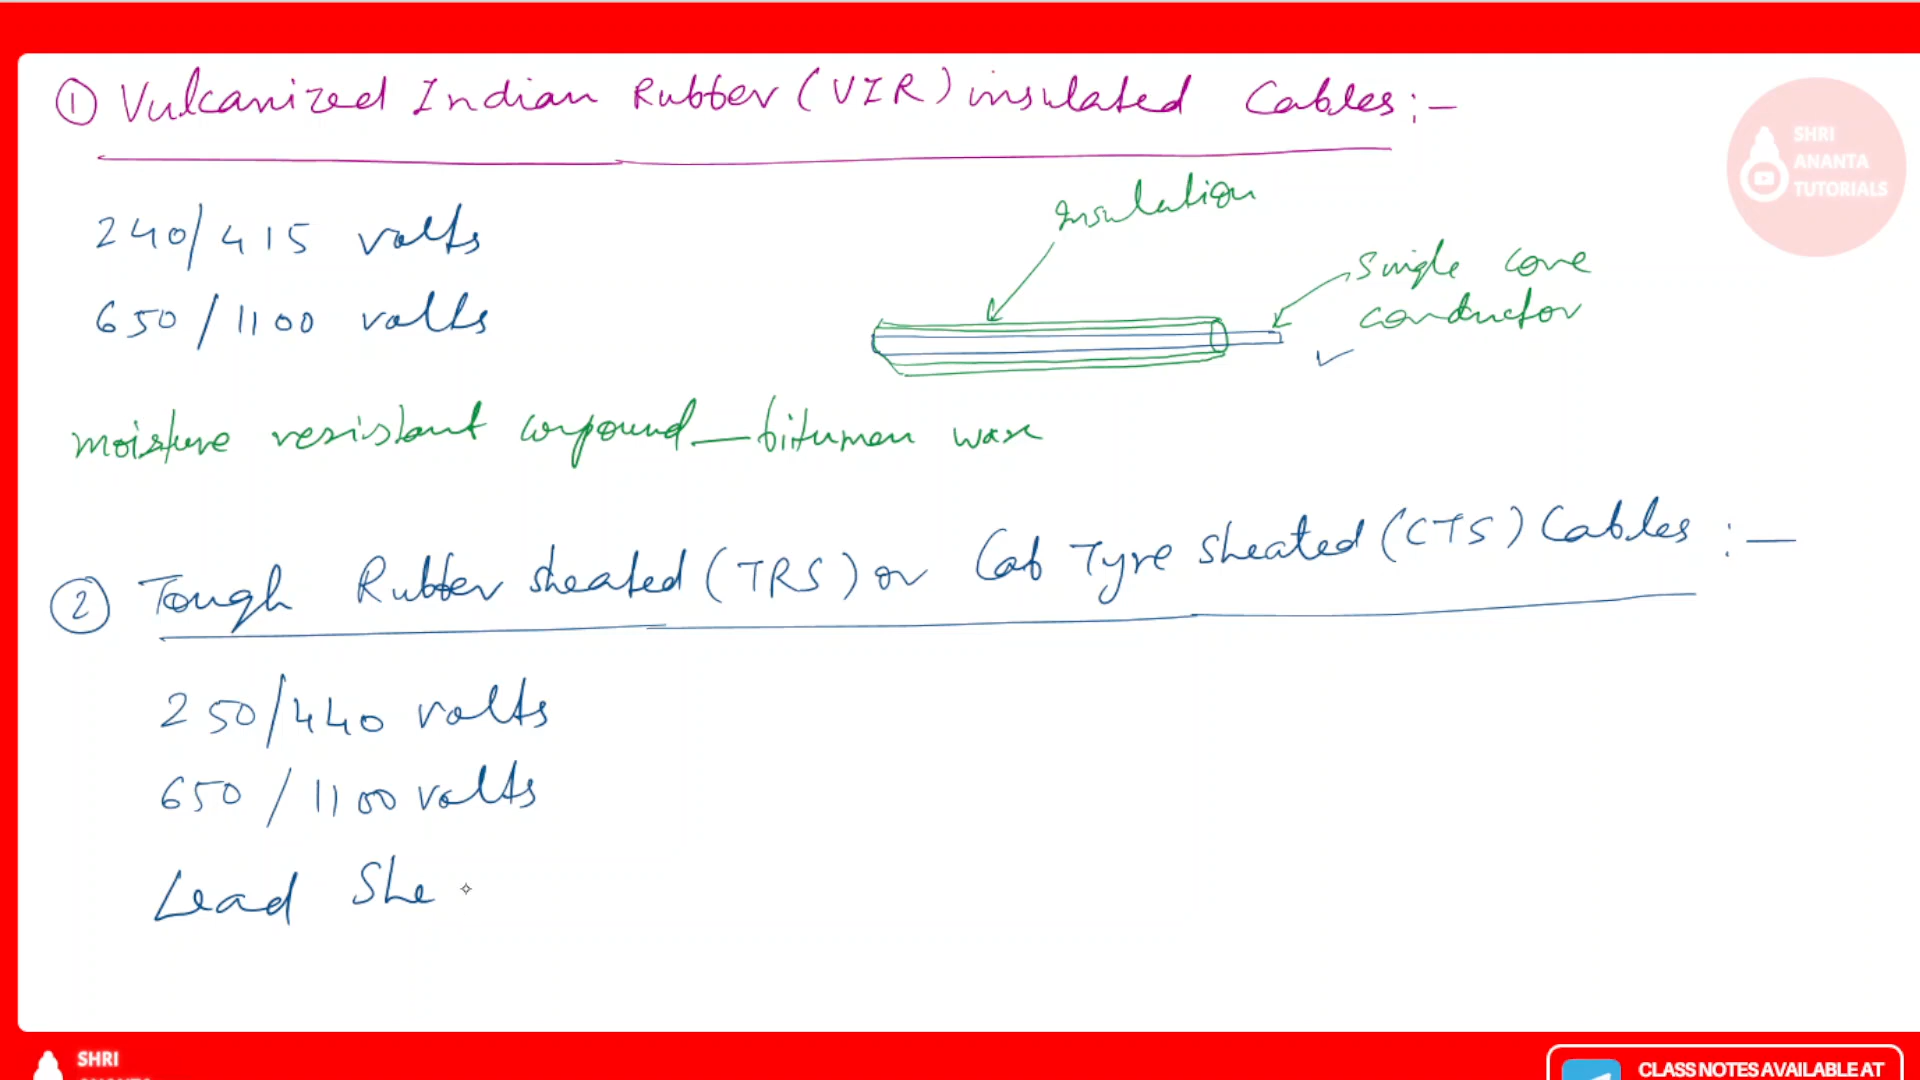 ① Vulcanized Indian Rubber (VIR) insulated Cables :-
240/415 volts
650/1100 volts
Insulation
Single core
conductor
moisture resistant compound - bitumen wax
② Tough Rubber sheated (TRS) or Cab Tyre Sheated (CTS) Cables :-
250/440 volts
650/1100 volts
Lead She
SHRI
ANANTA
TUTORIALS
SHRI
CLASS NOTES AVAILABLE AT